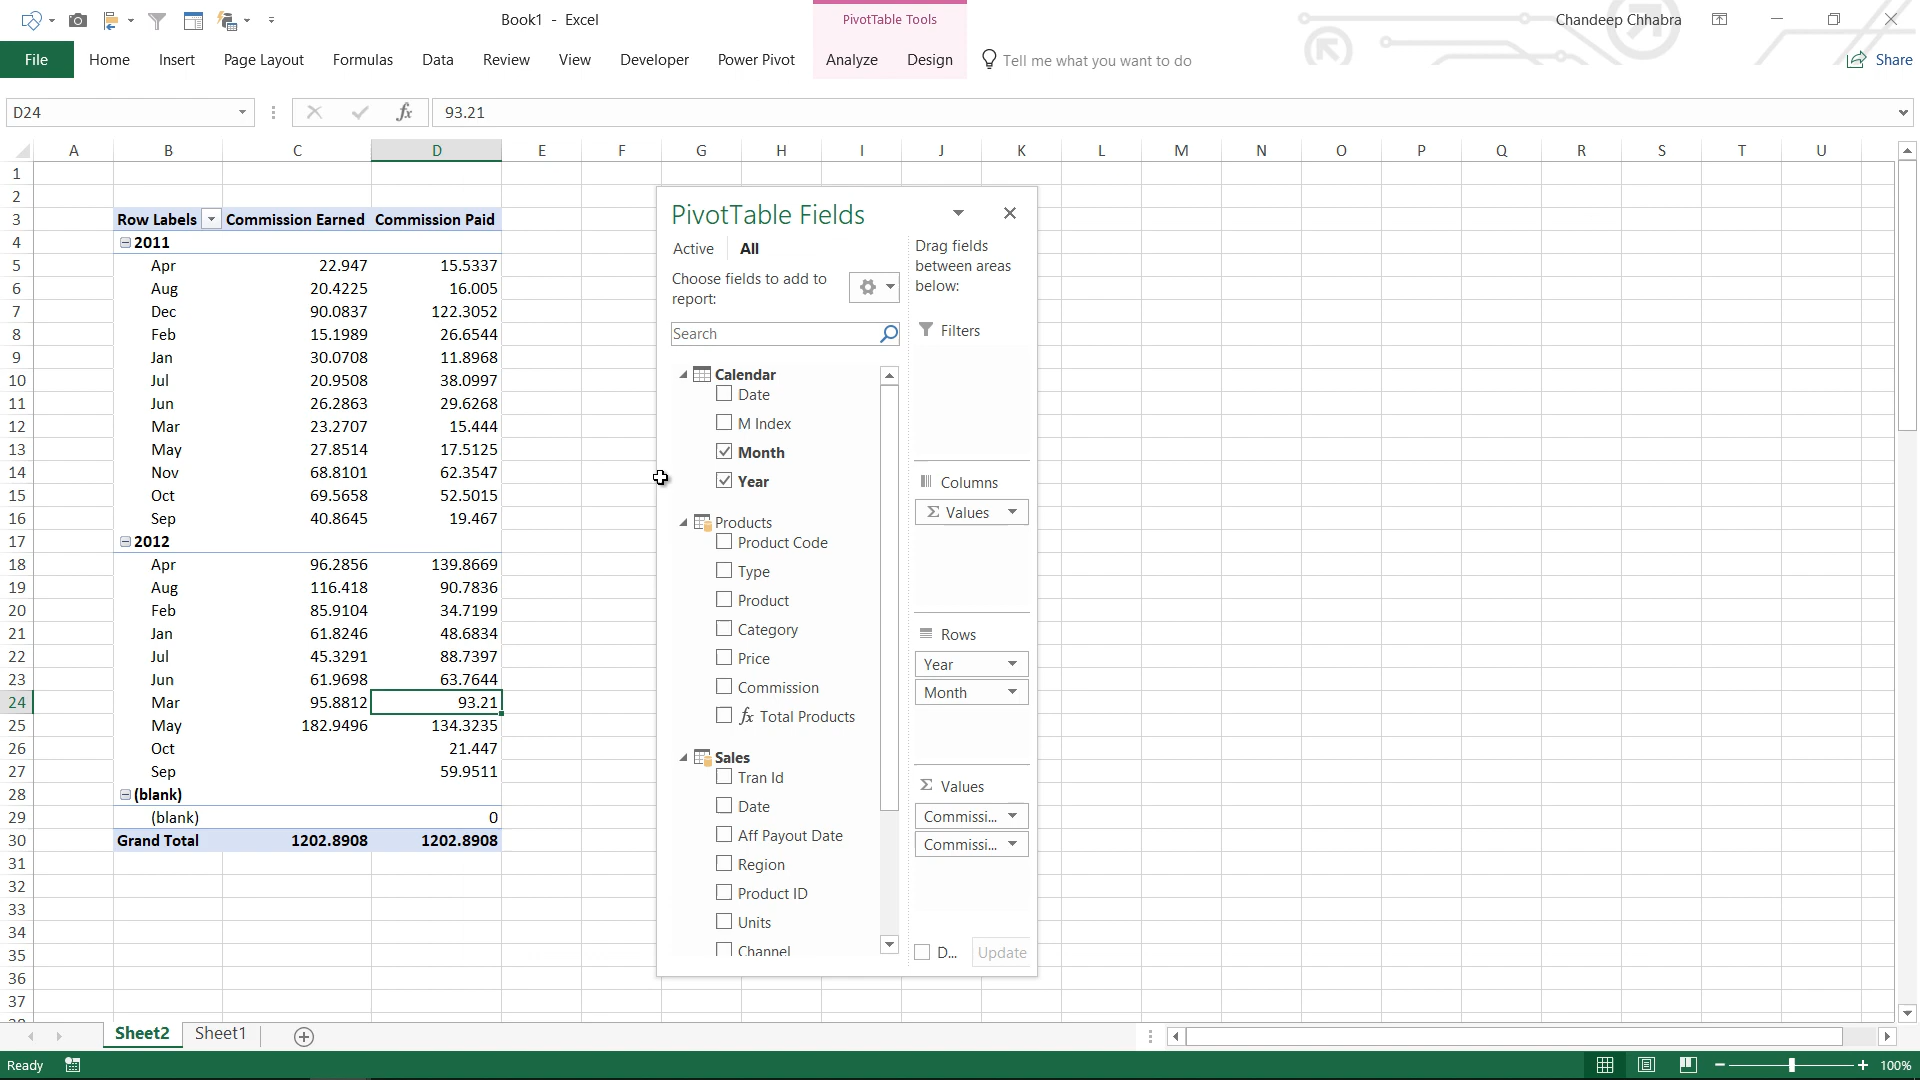 Book1 - Excel
PivotTable Tools
Chandeep Chhabra
File Home Insert Page Layout Formulas Data Review View Developer Power Pivot Analyze Design Tell me what you want to do Share
D24 fx 93.21
A B C D E F G H I J K L M N O P Q R S T U
1
2
3 Row Labels Commission Earned Commission Paid
4 2011
5 Apr 22.947 15.5337
6 Aug 20.4225 16.005
7 Dec 90.0837 122.3052
8 Feb 15.1989 26.6544
9 Jan 30.0708 11.8968
10 Jul 20.9508 38.0997
11 Jun 26.2863 29.6268
12 Mar 23.2707 15.444
13 May 27.8514 17.5125
14 Nov 68.8101 62.3547
15 Oct 69.5658 52.5015
16 Sep 40.8645 19.467
17 2012
18 Apr 96.2856 139.8669
19 Aug 116.418 90.7836
20 Feb 85.9104 34.7199
21 Jan 61.8246 48.6834
22 Jul 45.3291 88.7397
23 Jun 61.9698 63.7644
24 Mar 95.8812 93.21
25 May 182.9496 134.3235
26 Oct 21.447
27 Sep 59.9511
28 (blank)
29 (blank) 0
30 Grand Total 1202.8908 1202.8908
31
32
33
34
35
36
37
PivotTable Fields
Active All
Choose fields to add to
report:
Search
Calendar
Date
M Index
Month
Year
Products
Product Code
Type
Product
Category
Price
Commission
fx Total Products
Sales
Tran Id
Date
Aff Payout Date
Region
Product ID
Units
Channel
Drag fields
between areas
below:
Filters
Columns
Σ Values
Rows
Year
Month
Σ Values
Commissi...
Commissi...
D... Update
Sheet2 Sheet1
Ready 100%